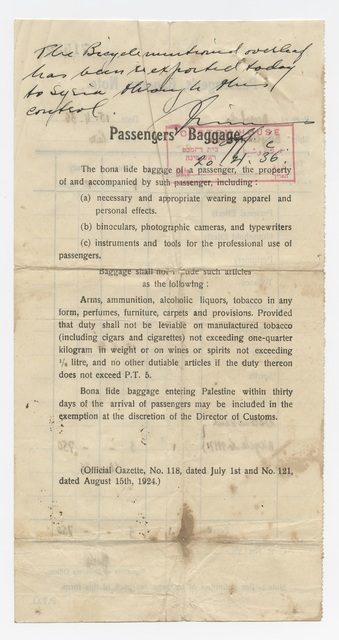 The Bicycle mentioned overleaf
has been reexported today
to Syria through this
control.
Passengers' Baggage
20/4. 36.
The bona fide baggage of a passenger, the property
of and accompanied by such passenger, including :
(a) necessary and appropriate wearing apparel and
personal effects.
(b) binoculars, photographic cameras, and typewriters
(c) instruments and tools for the professional use of
passengers.
Baggage shall not include such articles
as the following:
Arms, ammunition, alcoholic liquors, tobacco in any
form, perfumes, furniture, carpets and provisions. Provided
that duty shall not be leviable on manufactured tobacco
(including cigars and cigarettes) not exceeding one-quarter
kilogram in weight or on wines or spirits not exceeding
litre, and no other dutiable articles if the duty thereon
does not exceed P.T. 5.
Bona fide baggage entering Palestine within thirty
days of the arrival of passengers may be included in the
exemption at the discretion of the Director of Customs.
(Official Gazette, No. 118, dated July 1st and No. 121,
dated August 15th, 1924.)